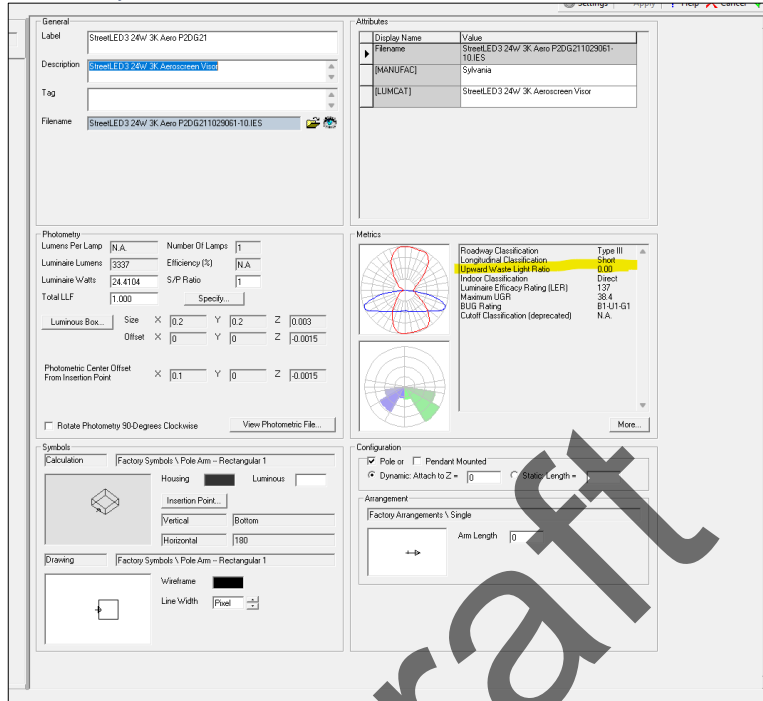 Settings Apply ! Help X Cancel
General
Label StreetLED3 24W 3K Aero P2DG21
Description StreetLED3 24W 3K Aeroscreen Visor
Tag
Filename StreetLED3 24W 3K Aero P2DG211029061-10.IES
Attributes
Display Name Value
Filename StreetLED3 24W 3K Aero P2DG211029061-
10.IES
[MANUFAC] Sylvania
[LUMCAT] StreetLED3 24W 3K Aeroscreen Visor
Photometry
Lumens Per Lamp N.A. Number Of Lamps 1
Luminaire Lumens 3337 Efficiency (%) N.A.
Luminaire Watts 24.4104 S/P Ratio 1
Total LLF 1.000 Specify...
Luminous Box... Size X 0.2 Y 0.2 Z 0.003
Offset X 0 Y 0 Z -0.0015
Photometric Center Offset
From Insertion Point X 0.1 Y 0 Z -0.0015
Rotate Photometry 90-Degrees Clockwise View Photometric File...
Metrics
Roadway Classification Type III
Longitudinal Classification Short
Upward Waste Light Ratio 0.00
Indoor Classification Direct
Luminaire Efficacy Rating (LER) 137
Maximum UGR 38.4
BUG Rating B1-U1-G1
Cutoff Classification (deprecated) N.A.
More...
Symbols
Calculation Factory Symbols \ Pole Arm -- Rectangular 1
Housing Luminous
Insertion Point...
Vertical Bottom
Horizontal 180
Drawing Factory Symbols \ Pole Arm -- Rectangular 1
Wireframe
Line Width Pixel
Configuration
Pole or Pendant Mounted
Dynamic: Attach to Z = 0 Static: Length =
Arrangement
Factory Arrangements \ Single
Arm Length 0
raft